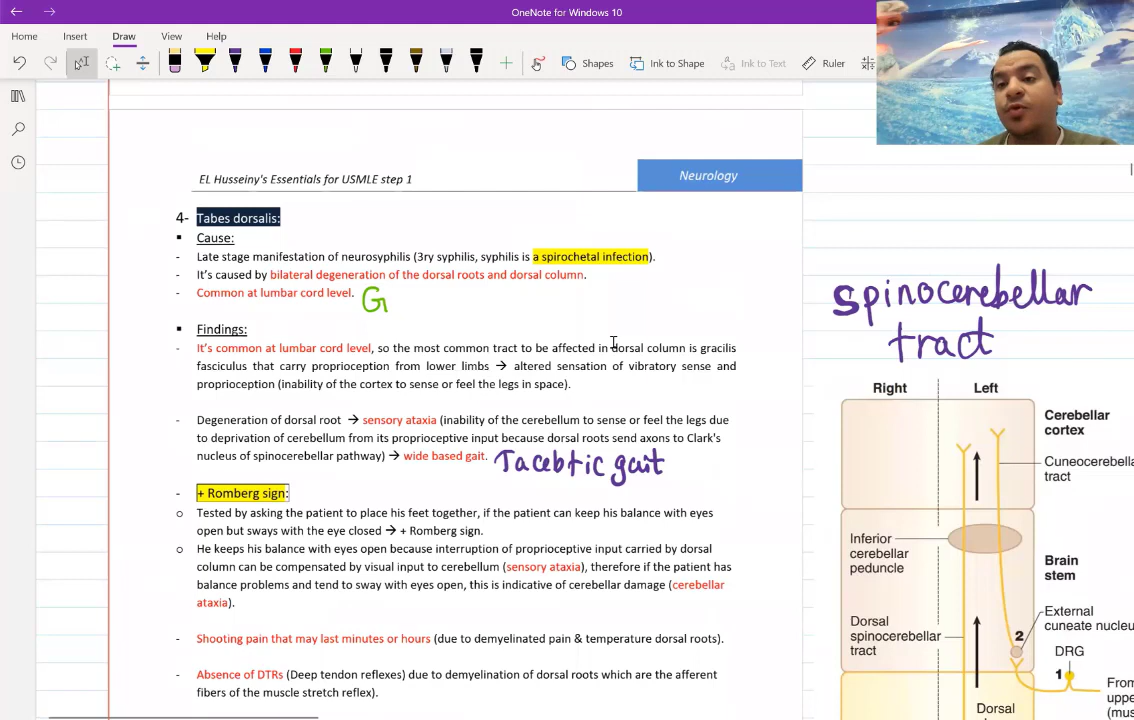 OneNote for Windows 10
Home Insert Draw View Help
Shapes Ink to Shape Ink to Text Ruler
EL Husseiny's Essentials for USMLE step 1
Neurology
4- Tabes dorsalis:
▪ Cause:
- Late stage manifestation of neurosyphilis (3ry syphilis, syphilis is a spirochetal infection).
- It's caused by bilateral degeneration of the dorsal roots and dorsal column.
- Common at lumbar cord level. G
▪ Findings:
- It's common at lumbar cord level, so the most common tract to be affected in dorsal column is gracilis
fasciculus that carry proprioception from lower limbs → altered sensation of vibratory sense and
proprioception (inability of the cortex to sense or feel the legs in space).
- Degeneration of dorsal root → sensory ataxia (inability of the cerebellum to sense or feel the legs due
to deprivation of cerebellum from its proprioceptive input because dorsal roots send axons to Clark's
nucleus of spinocerebellar pathway) → wide based gait. Tacebtic gait
- + Romberg sign:
o Tested by asking the patient to place his feet together, if the patient can keep his balance with eyes
open but sways with the eye closed → + Romberg sign.
o He keeps his balance with eyes open because interruption of proprioceptive input carried by dorsal
column can be compensated by visual input to cerebellum (sensory ataxia), therefore if the patient has
balance problems and tend to sway with eyes open, this is indicative of cerebellar damage (cerebellar
ataxia).
- Shooting pain that may last minutes or hours (due to demyelinated pain & temperature dorsal roots).
- Absence of DTRs (Deep tendon reflexes) due to demyelination of dorsal roots which are the afferent
fibers of the muscle stretch reflex).
spinocerebellar
tract
Right Left
Cerebellar
cortex
Cuneocerebella
tract
Inferior
cerebellar
peduncle
Brain
stem
External
cuneate nucleu
Dorsal
spinocerebellar
tract
2
DRG
1
From
uppe
(mus
Dorsal